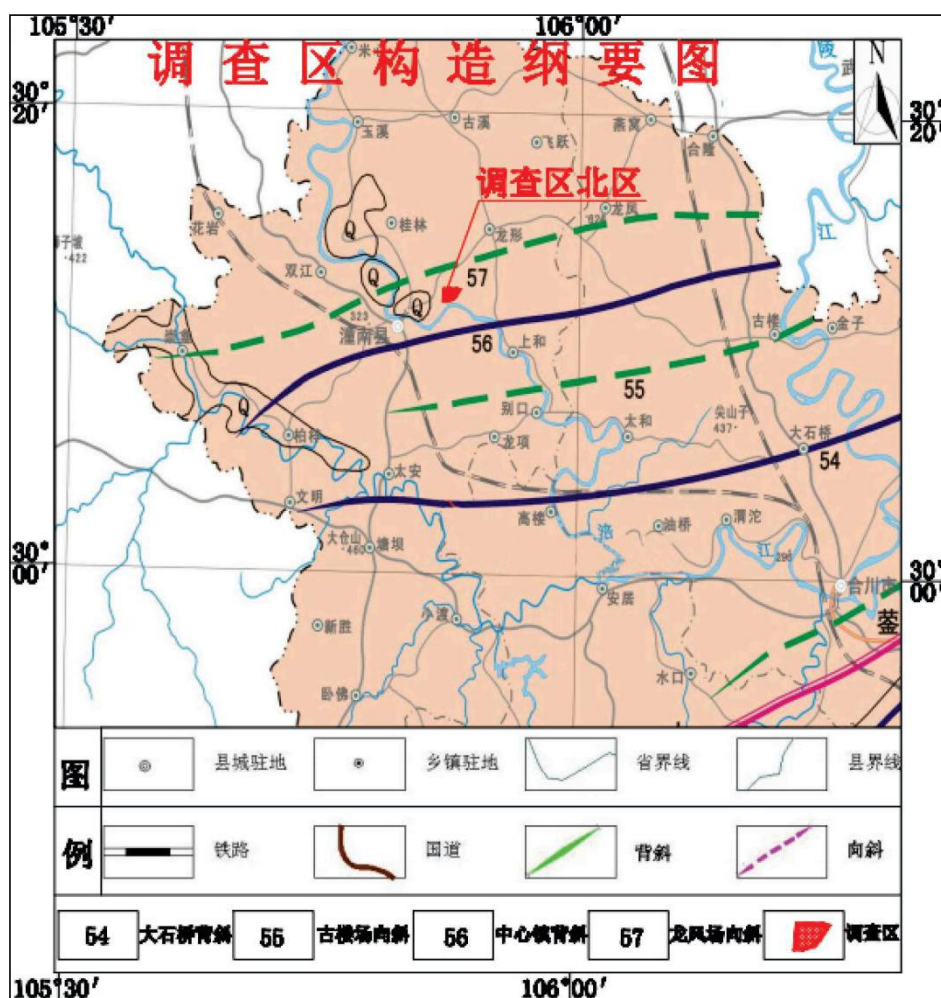 105°30′ 106°00′
调查区构造纲要图
N
30°20′ 30°20′
米
陵
武
玉溪 古溪 飞跃 燕窝 合隆
调查区北区
花岩 Q 桂林 龙形 龙凤
·422 双江 Q Q 57 江
323 潼南县 56 上和 古楼 金子
55
Q 柏梓 别口 龙项 太和 尖山子 437· 大石桥 54
太安
文明 高楼 油桥 渭沱
大仓山 ·460 塘坝 涪 江 296
30°00′ 30°00′
合川市
安居
新胜 小渡
卧佛 水口
图 县城驻地 乡镇驻地 省界线 县界线
例 铁路 国道 背斜 向斜
54 大石桥背斜 55 古楼场向斜 56 中心镇背斜 57 龙凤场向斜 调查区
105°30′ 106°00′